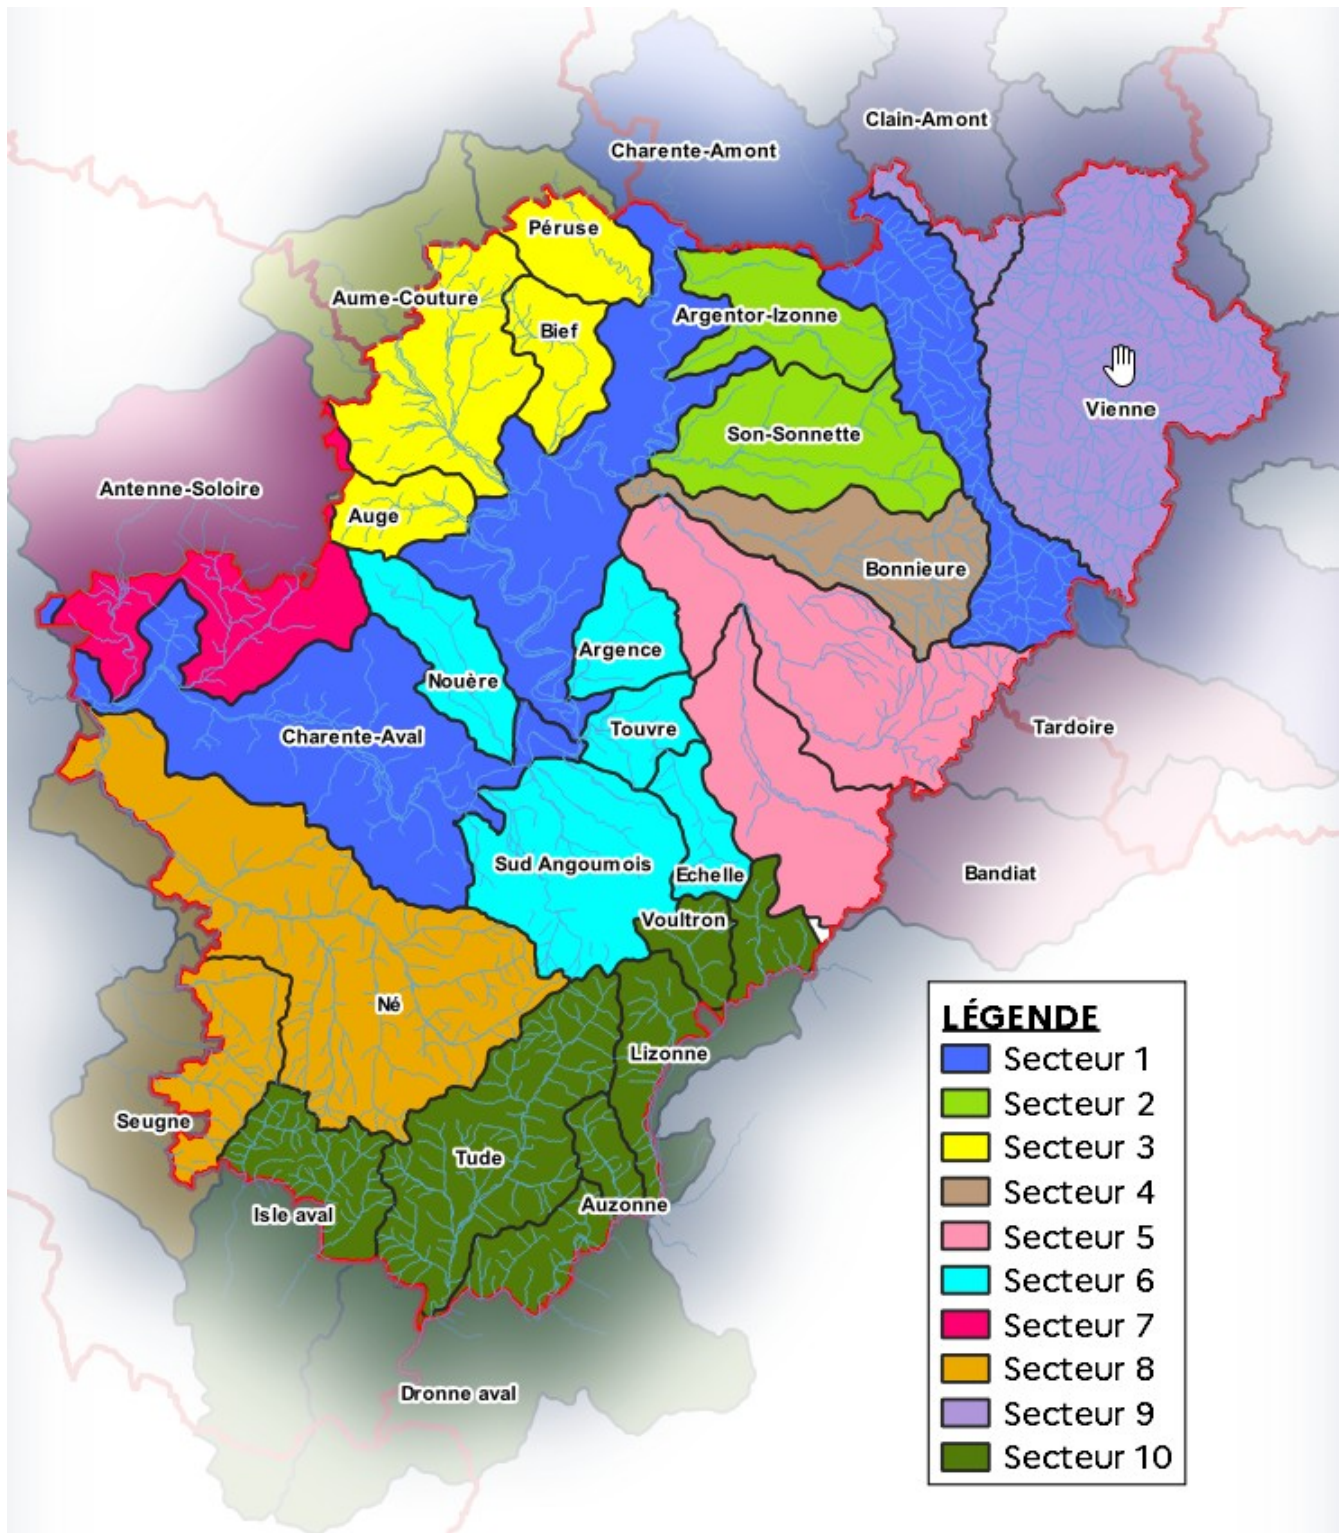 Clain-Amont
Charente-Amont
Péruse
Aume-Couture
Bief
Argentor-Izonne
Vienne
Son-Sonnette
Antenne-Soloire
Auge
Bonnieure
Argence
Nouère
Touvre
Tardoire
Charente-Aval
Sud Angoumois
Echelle
Bandiat
Voultron
Né
Lizonne
Seugne
Tude
Auzonne
Isle aval
Dronne aval
LÉGENDE
Secteur 1
Secteur 2
Secteur 3
Secteur 4
Secteur 5
Secteur 6
Secteur 7
Secteur 8
Secteur 9
Secteur 10